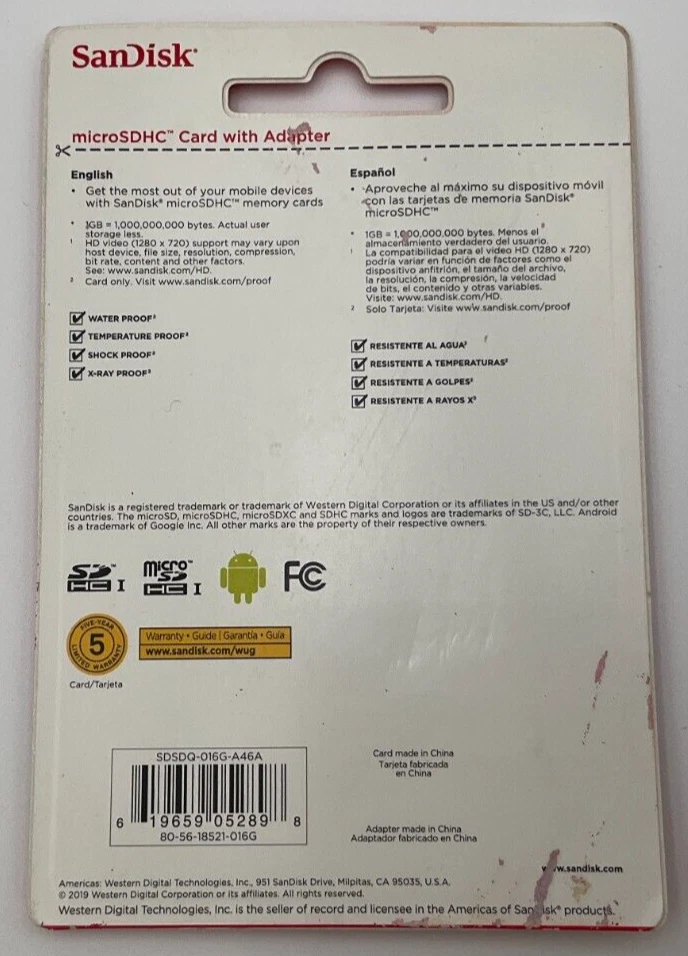 SanDisk®
microSDHC™ Card with Adapter
English
• Get the most out of your mobile devices
with SanDisk® microSDHC™ memory cards
* 1GB = 1,000,000,000 bytes. Actual user
storage less.
1 HD video (1280 x 720) support may vary upon
host device, file size, resolution, compression,
bit rate, content and other factors.
See: www.sandisk.com/HD.
2 Card only. Visit www.sandisk.com/proof
WATER PROOF²
TEMPERATURE PROOF²
SHOCK PROOF²
X-RAY PROOF²
Español
• Aproveche al máximo su dispositivo móvil
con las tarjetas de memoria SanDisk®
microSDHC™
* 1GB = 1,000,000,000 bytes. Menos el
almacenamiento verdadero del usuario.
1 La compatibilidad para el video HD (1280 x 720)
podría variar en función de factores como el
dispositivo anfitrión, el tamaño del archivo,
la resolución, la compresión, la velocidad
de bits, el contenido y otras variables.
Visite: www.sandisk.com/HD.
2 Solo Tarjeta: Visite www.sandisk.com/proof
RESISTENTE AL AGUA²
RESISTENTE A TEMPERATURAS²
RESISTENTE A GOLPES²
RESISTENTE A RAYOS X²
SanDisk is a registered trademark or trademark of Western Digital Corporation or its affiliates in the US and/or other
countries. The microSD, microSDHC, microSDXC and SDHC marks and logos are trademarks of SD-3C, LLC. Android
is a trademark of Google Inc. All other marks are the property of their respective owners.
SD™ HC I
micro™ SD HC I
FC
FIVE-YEAR
5
LIMITED WARRANTY
Warranty • Guide | Garantía • Guía
www.sandisk.com/wug
Card/Tarjeta
SDSDQ-016G-A46A
6 19659 05289 8
80-56-18521-016G
Card made in China
Tarjeta fabricada
en China
Adapter made in China
Adaptador fabricado en China
w.sandisk.com
Americas: Western Digital Technologies, Inc., 951 SanDisk Drive, Milpitas, CA 95035, U.S.A.
© 2019 Western Digital Corporation or its affiliates. All rights reserved.
Western Digital Technologies, Inc. is the seller of record and licensee in the Americas of SanDisk® products.